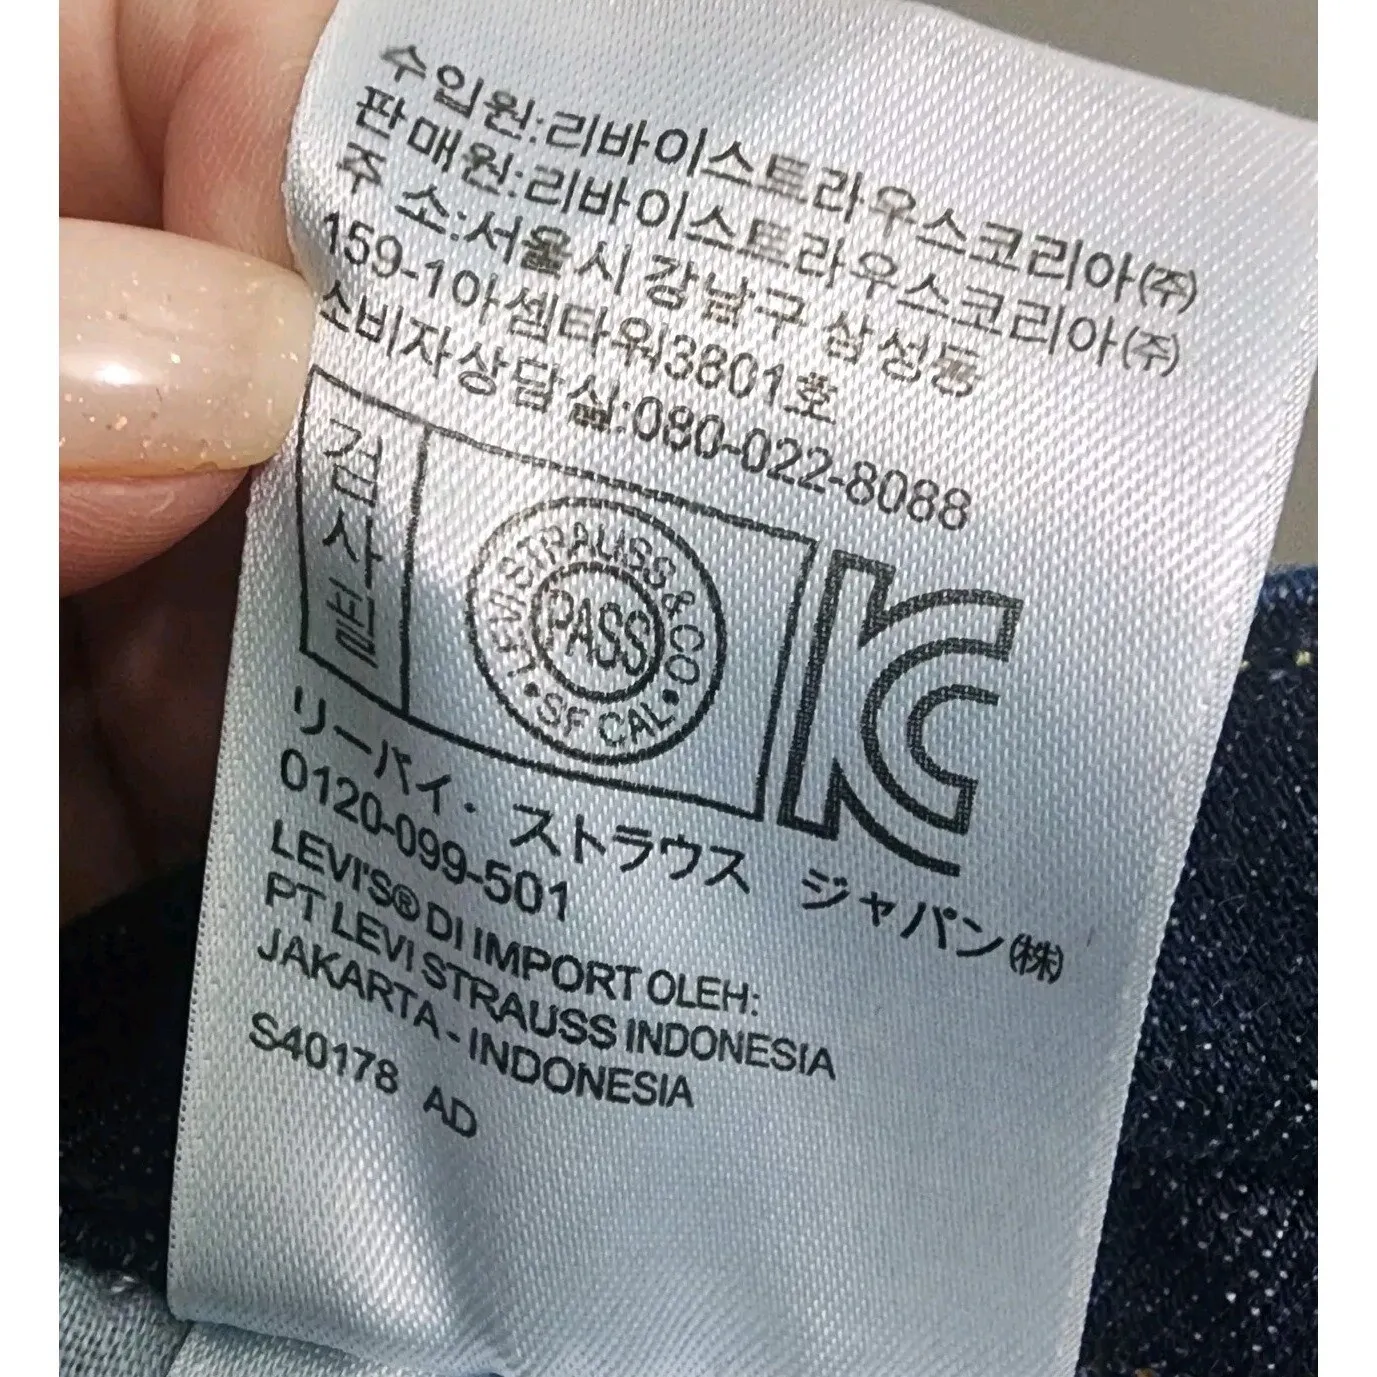 수입원:리바이스트라우스코리아(주)
판매원:리바이스트라우스코리아(주)
주 소:서울시 강남구 삼성동
159-1아셈타워3801호
소비자상담실:080-022-8088
검사필
LEVI STRAUSS & CO
PASS
• SF CAL •
KC
リーバイ・ストラウス ジャパン(株)
0120-099-501
LEVI'S® DI IMPORT OLEH:
PT LEVI STRAUSS INDONESIA
JAKARTA - INDONESIA
S40178 AD